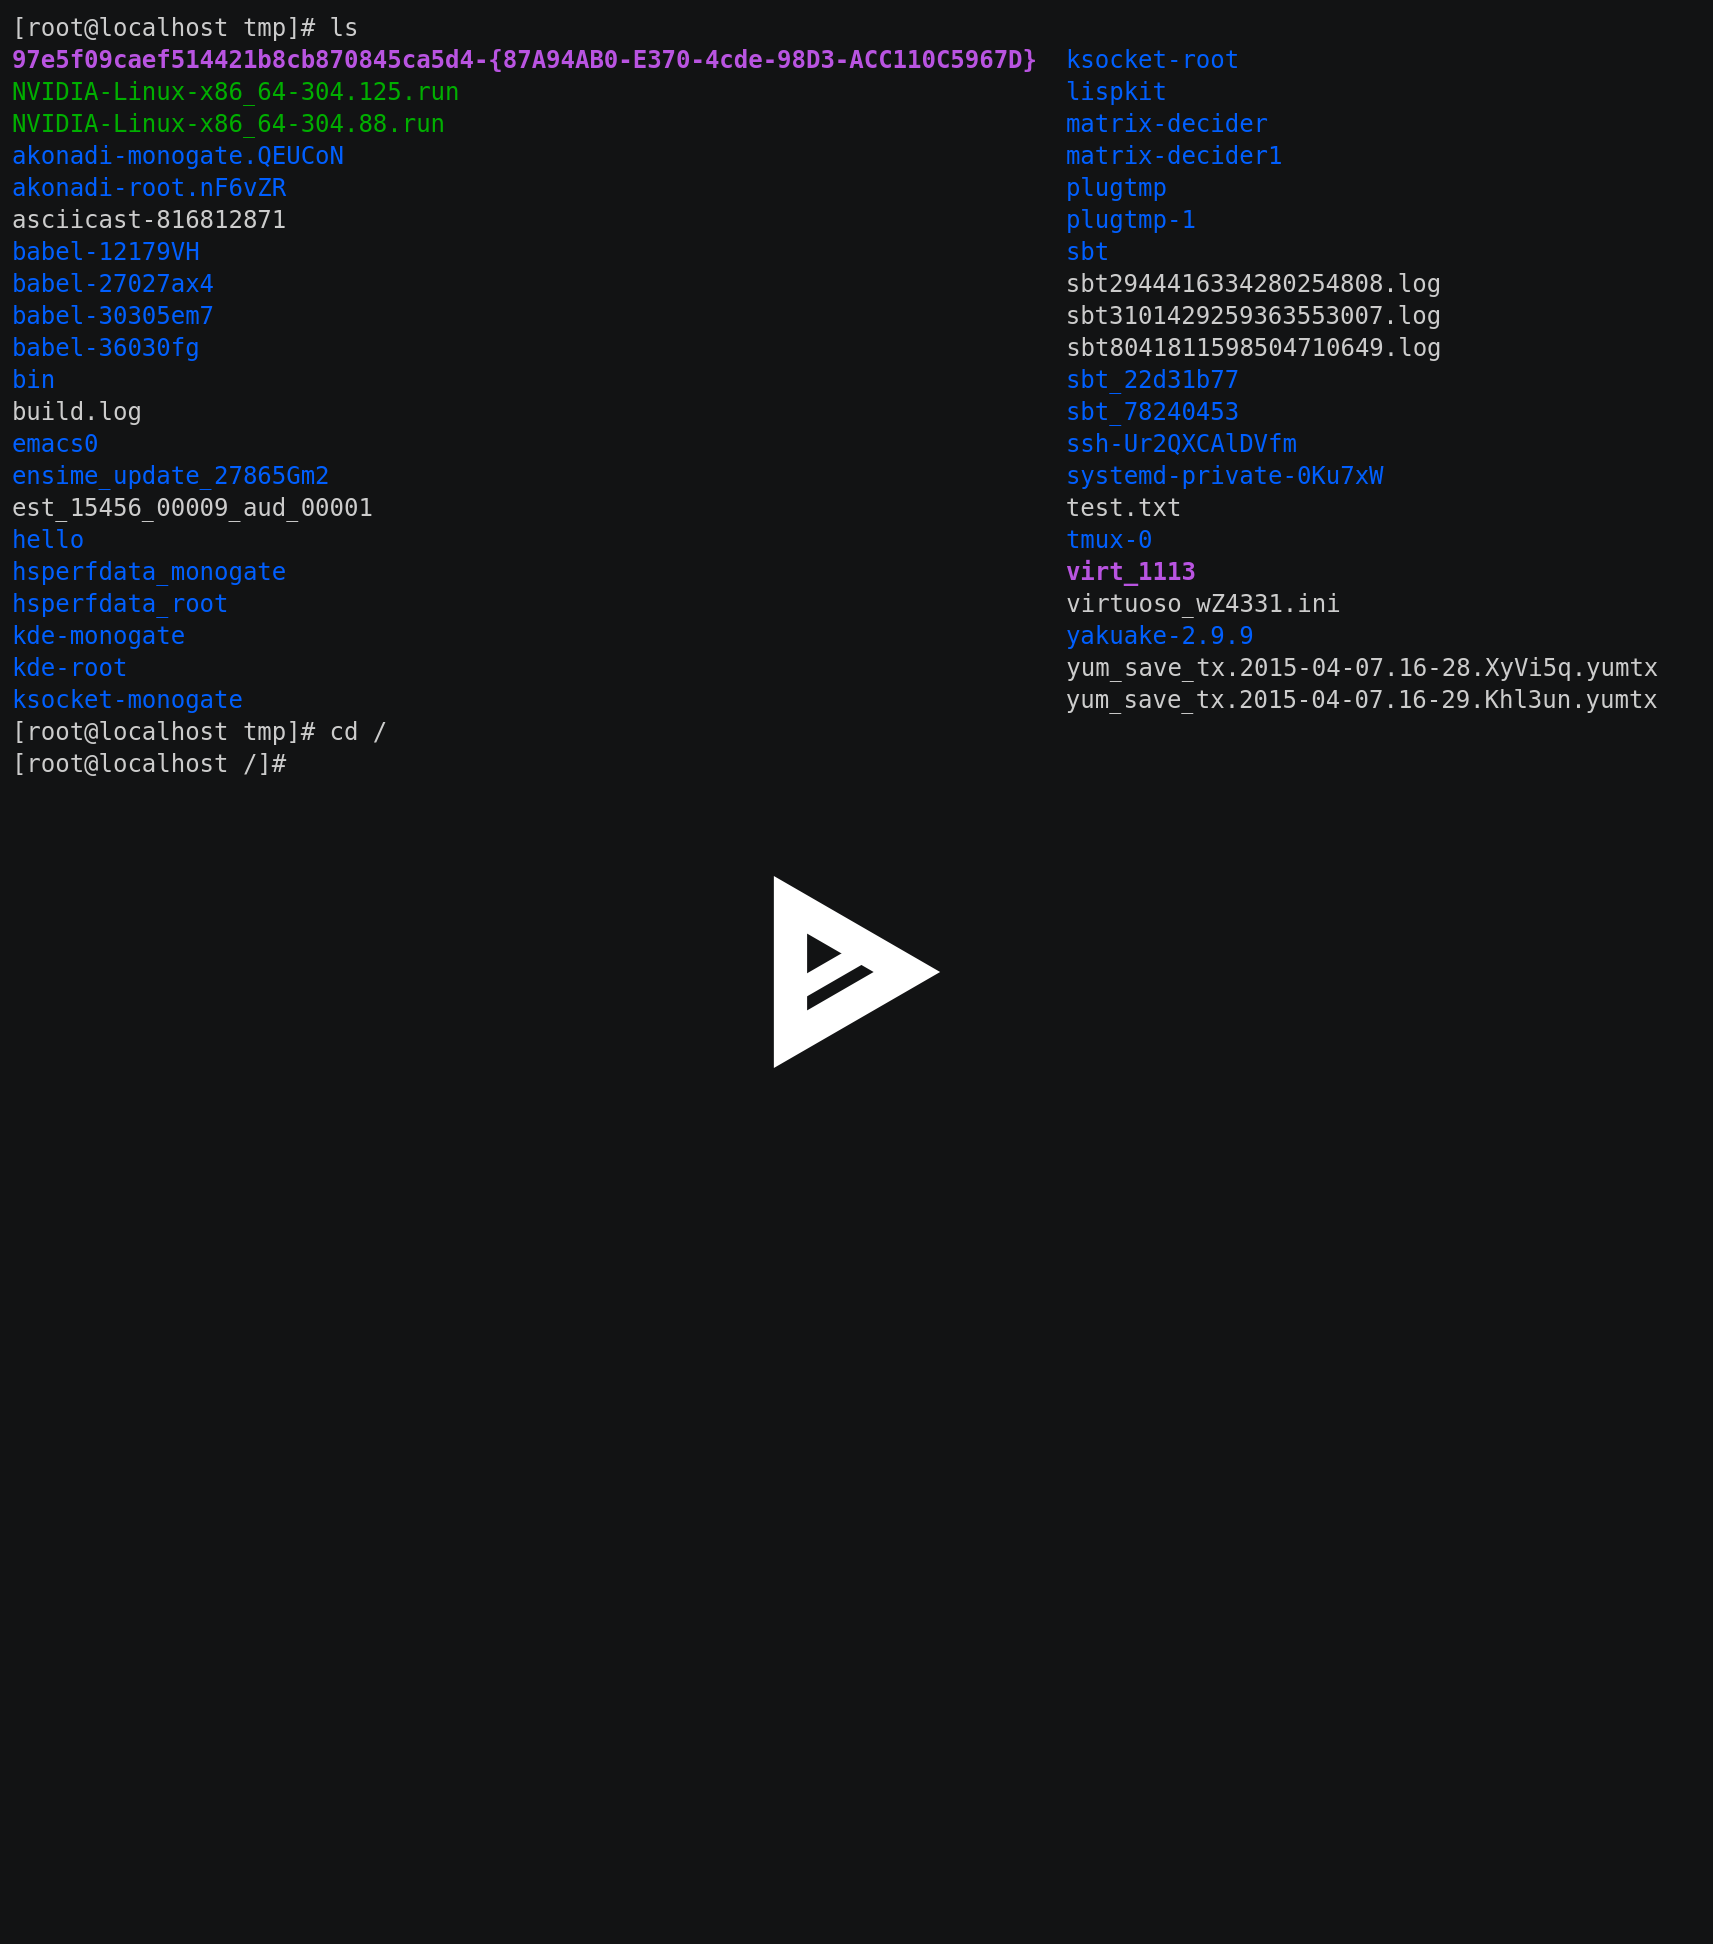 [root@localhost tmp]# ls
97e5f09caef514421b8cb870845ca5d4-{87A94AB0-E370-4cde-98D3-ACC110C5967D}  ksocket-root
NVIDIA-Linux-x86_64-304.125.run  lispkit
NVIDIA-Linux-x86_64-304.88.run  matrix-decider
akonadi-monogate.QEUCoN  matrix-decider1
akonadi-root.nF6vZR  plugtmp
asciicast-816812871  plugtmp-1
babel-12179VH  sbt
babel-27027ax4  sbt2944416334280254808.log
babel-30305em7  sbt3101429259363553007.log
babel-36030fg  sbt8041811598504710649.log
bin  sbt_22d31b77
build.log  sbt_78240453
emacs0  ssh-Ur2QXCAlDVfm
ensime_update_27865Gm2  systemd-private-0Ku7xW
est_15456_00009_aud_00001  test.txt
hello  tmux-0
hsperfdata_monogate  virt_1113
hsperfdata_root  virtuoso_wZ4331.ini
kde-monogate  yakuake-2.9.9
kde-root  yum_save_tx.2015-04-07.16-28.XyVi5q.yumtx
ksocket-monogate  yum_save_tx.2015-04-07.16-29.Khl3un.yumtx
[root@localhost tmp]# cd /
[root@localhost /]#